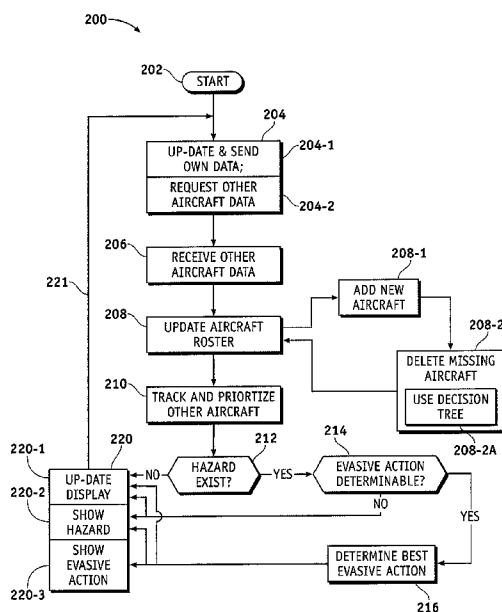 200
202
START
204
UP-DATE & SEND
OWN DATA;
204-1
REQUEST OTHER
AIRCRAFT DATA
204-2
206
RECEIVE OTHER
AIRCRAFT DATA
208-1
ADD NEW
AIRCRAFT
221
208
UPDATE AIRCRAFT
ROSTER
208-2
DELETE MISSING
AIRCRAFT
USE DECISION
TREE
208-2A
210
TRACK AND PRIORTIZE
OTHER AIRCRAFT
212
HAZARD
EXIST?
NO
YES
214
EVASIVE ACTION
DETERMINABLE?
NO
YES
220
220-1
UP-DATE
DISPLAY
220-2
SHOW
HAZARD
SHOW
EVASIVE
ACTION
220-3
DETERMINE BEST
EVASIVE ACTION
216